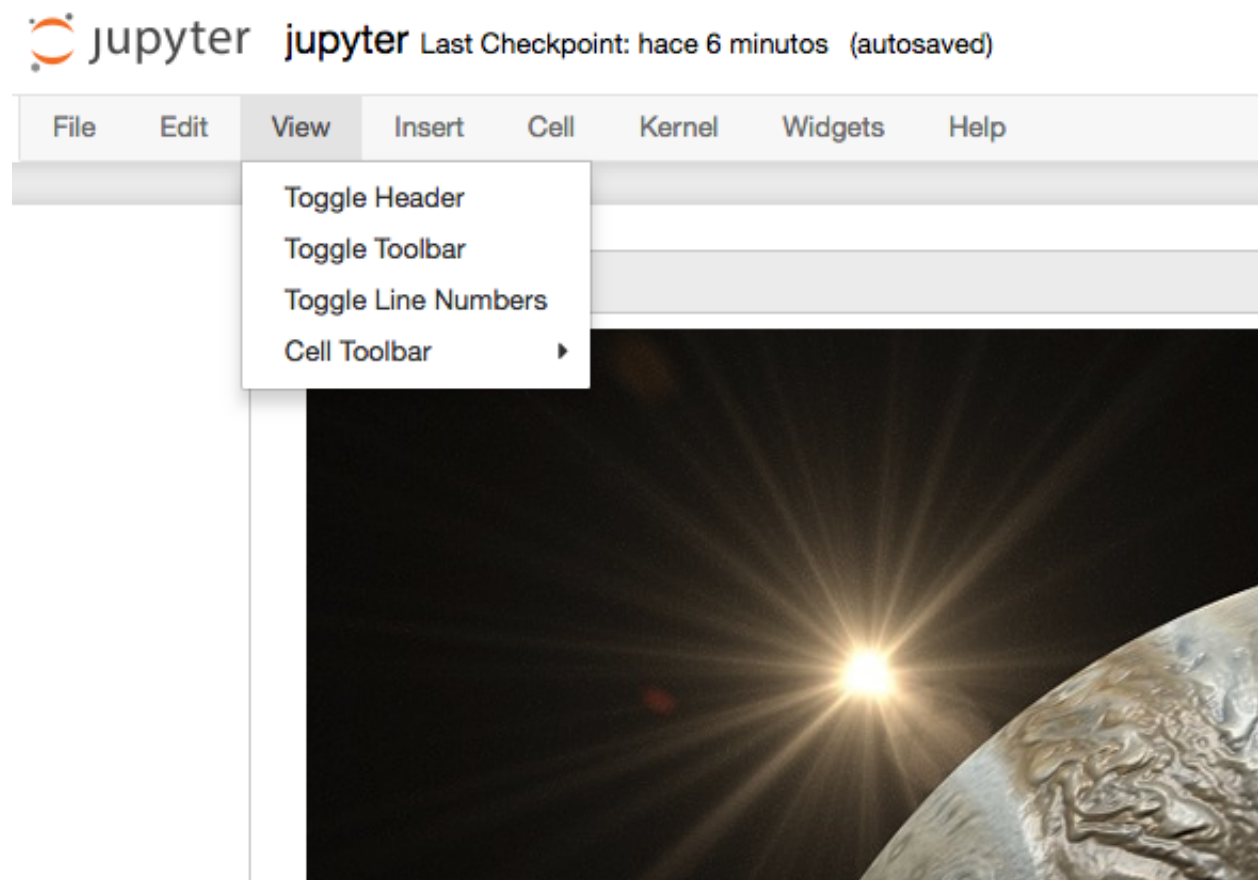 jupyter jupyter Last Checkpoint: hace 6 minutos (autosaved)
File Edit View Insert Cell Kernel Widgets Help
Toggle Header
Toggle Toolbar
Toggle Line Numbers
Cell Toolbar